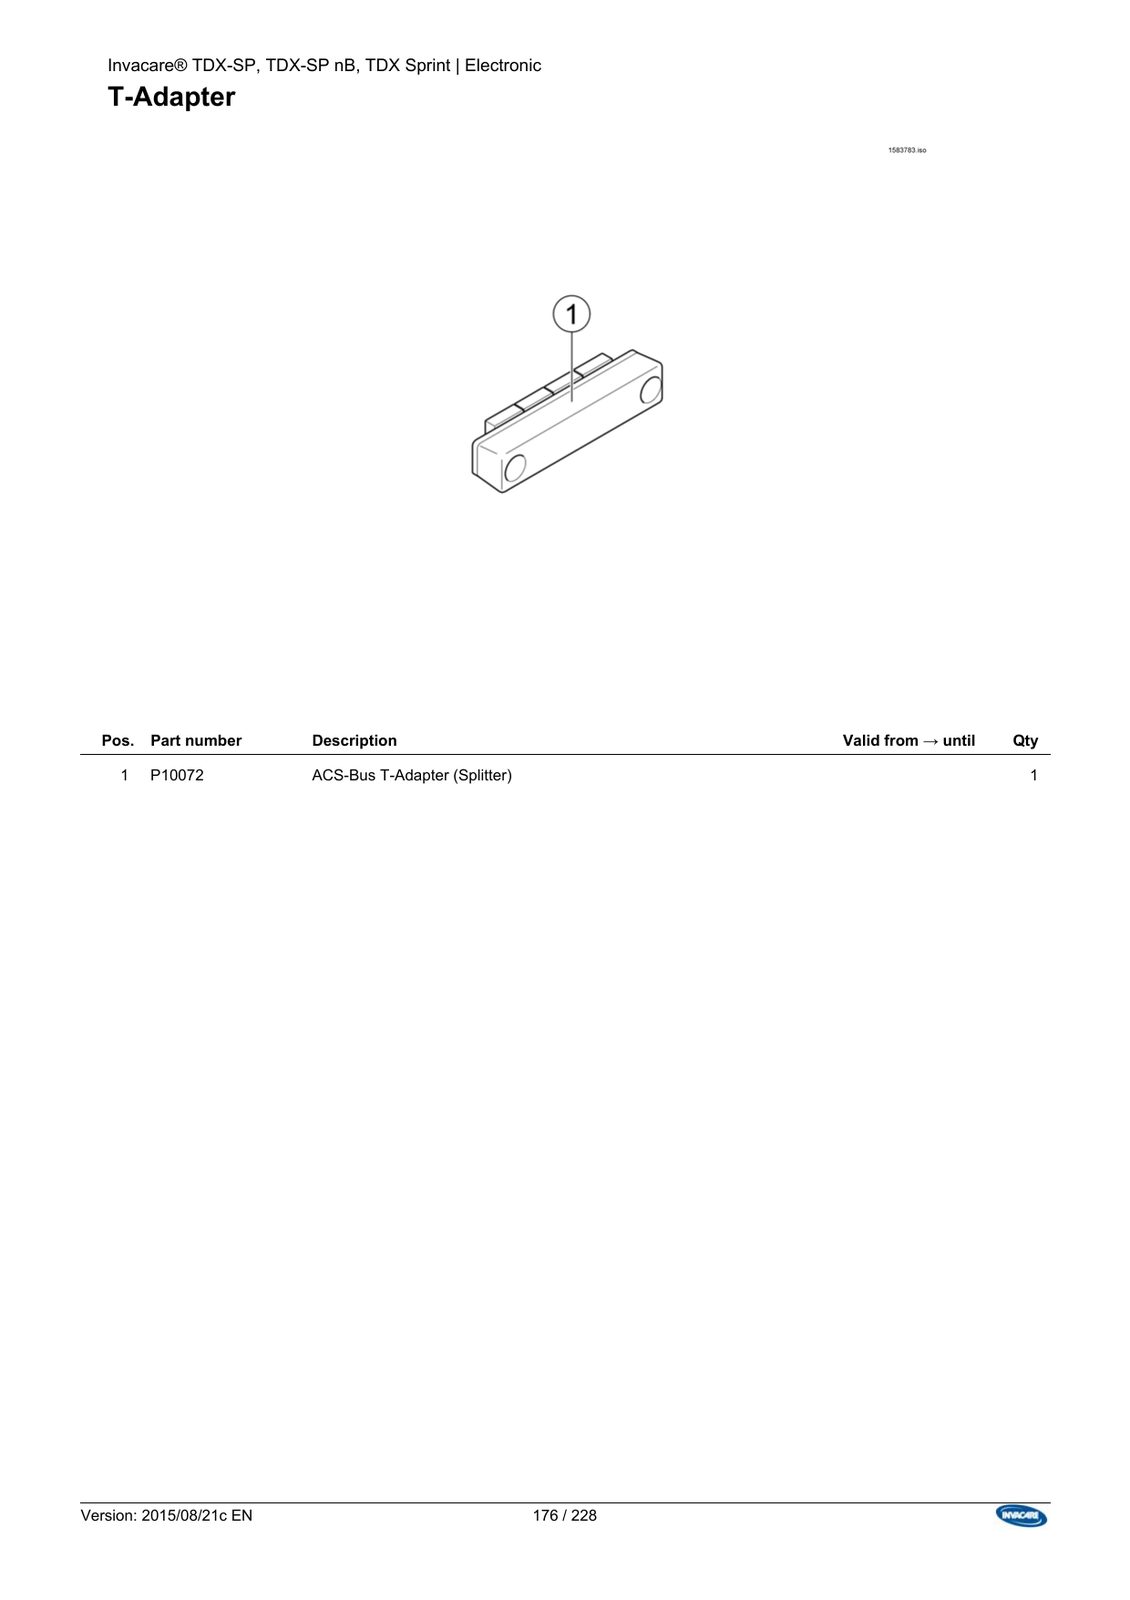 Invacare® TDX-SP, TDX-SP nB, TDX Sprint | Electronic
T-Adapter
1583783.iso
1
Pos. Part number Description Valid from → until Qty
1 P10072 ACS-Bus T-Adapter (Splitter) 1
Version: 2015/08/21c EN 176 / 228 INVACARE